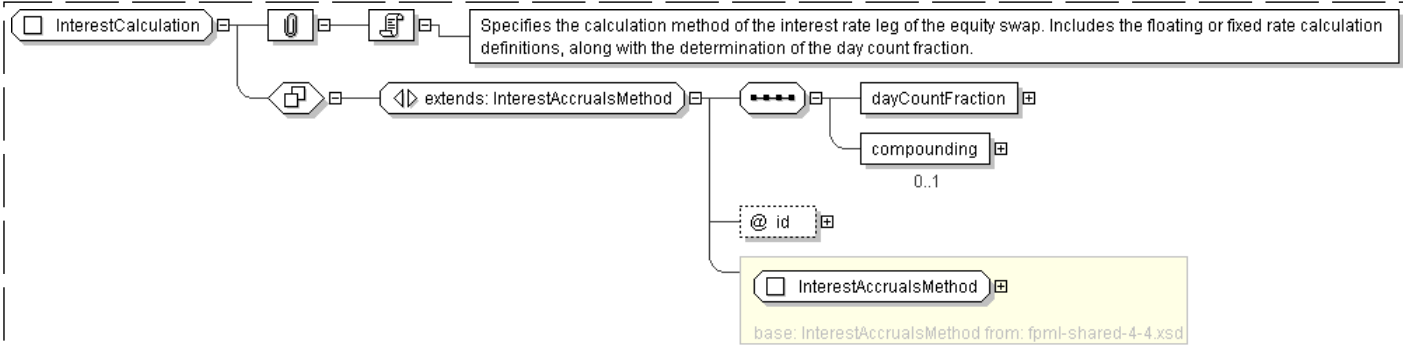 InterestCalculation
Specifies the calculation method of the interest rate leg of the equity swap. Includes the floating or fixed rate calculation
definitions, along with the determination of the day count fraction.
extends: InterestAccrualsMethod
dayCountFraction
compounding
0..1
@ id
InterestAccrualsMethod
base: InterestAccrualsMethod from: fpml-shared-4-4.xsd